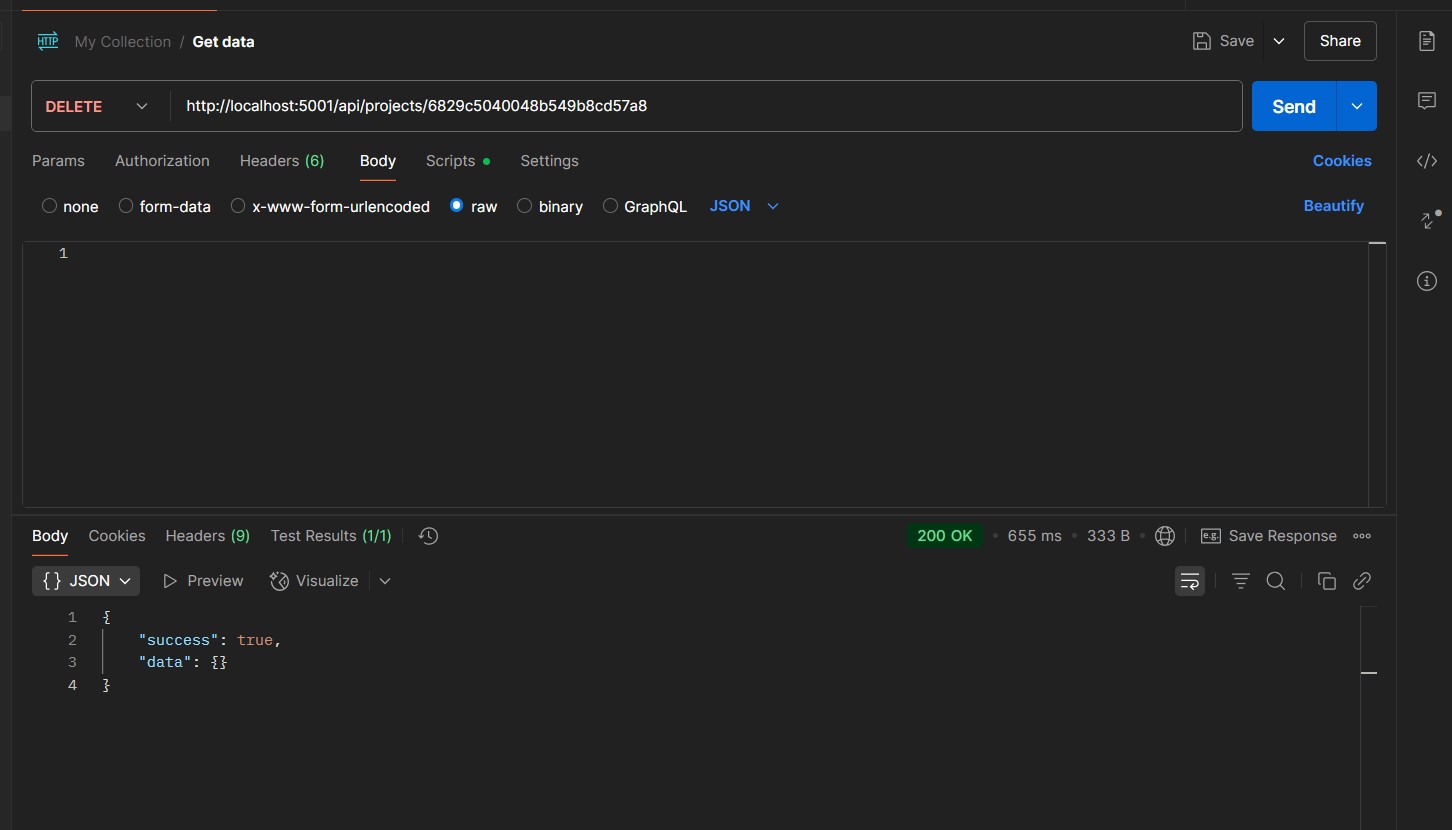 HTTP My Collection / Get data Save Share
DELETE http://localhost:5001/api/projects/6829c5040048b549b8cd57a8 Send
Params Authorization Headers (6) Body Scripts Settings Cookies
none form-data x-www-form-urlencoded raw binary GraphQL JSON Beautify
1
Body Cookies Headers (9) Test Results (1/1) 200 OK • 655 ms • 333 B e.g. Save Response
{} JSON Preview Visualize
1 {
2 "success": true,
3 "data": {}
4 }